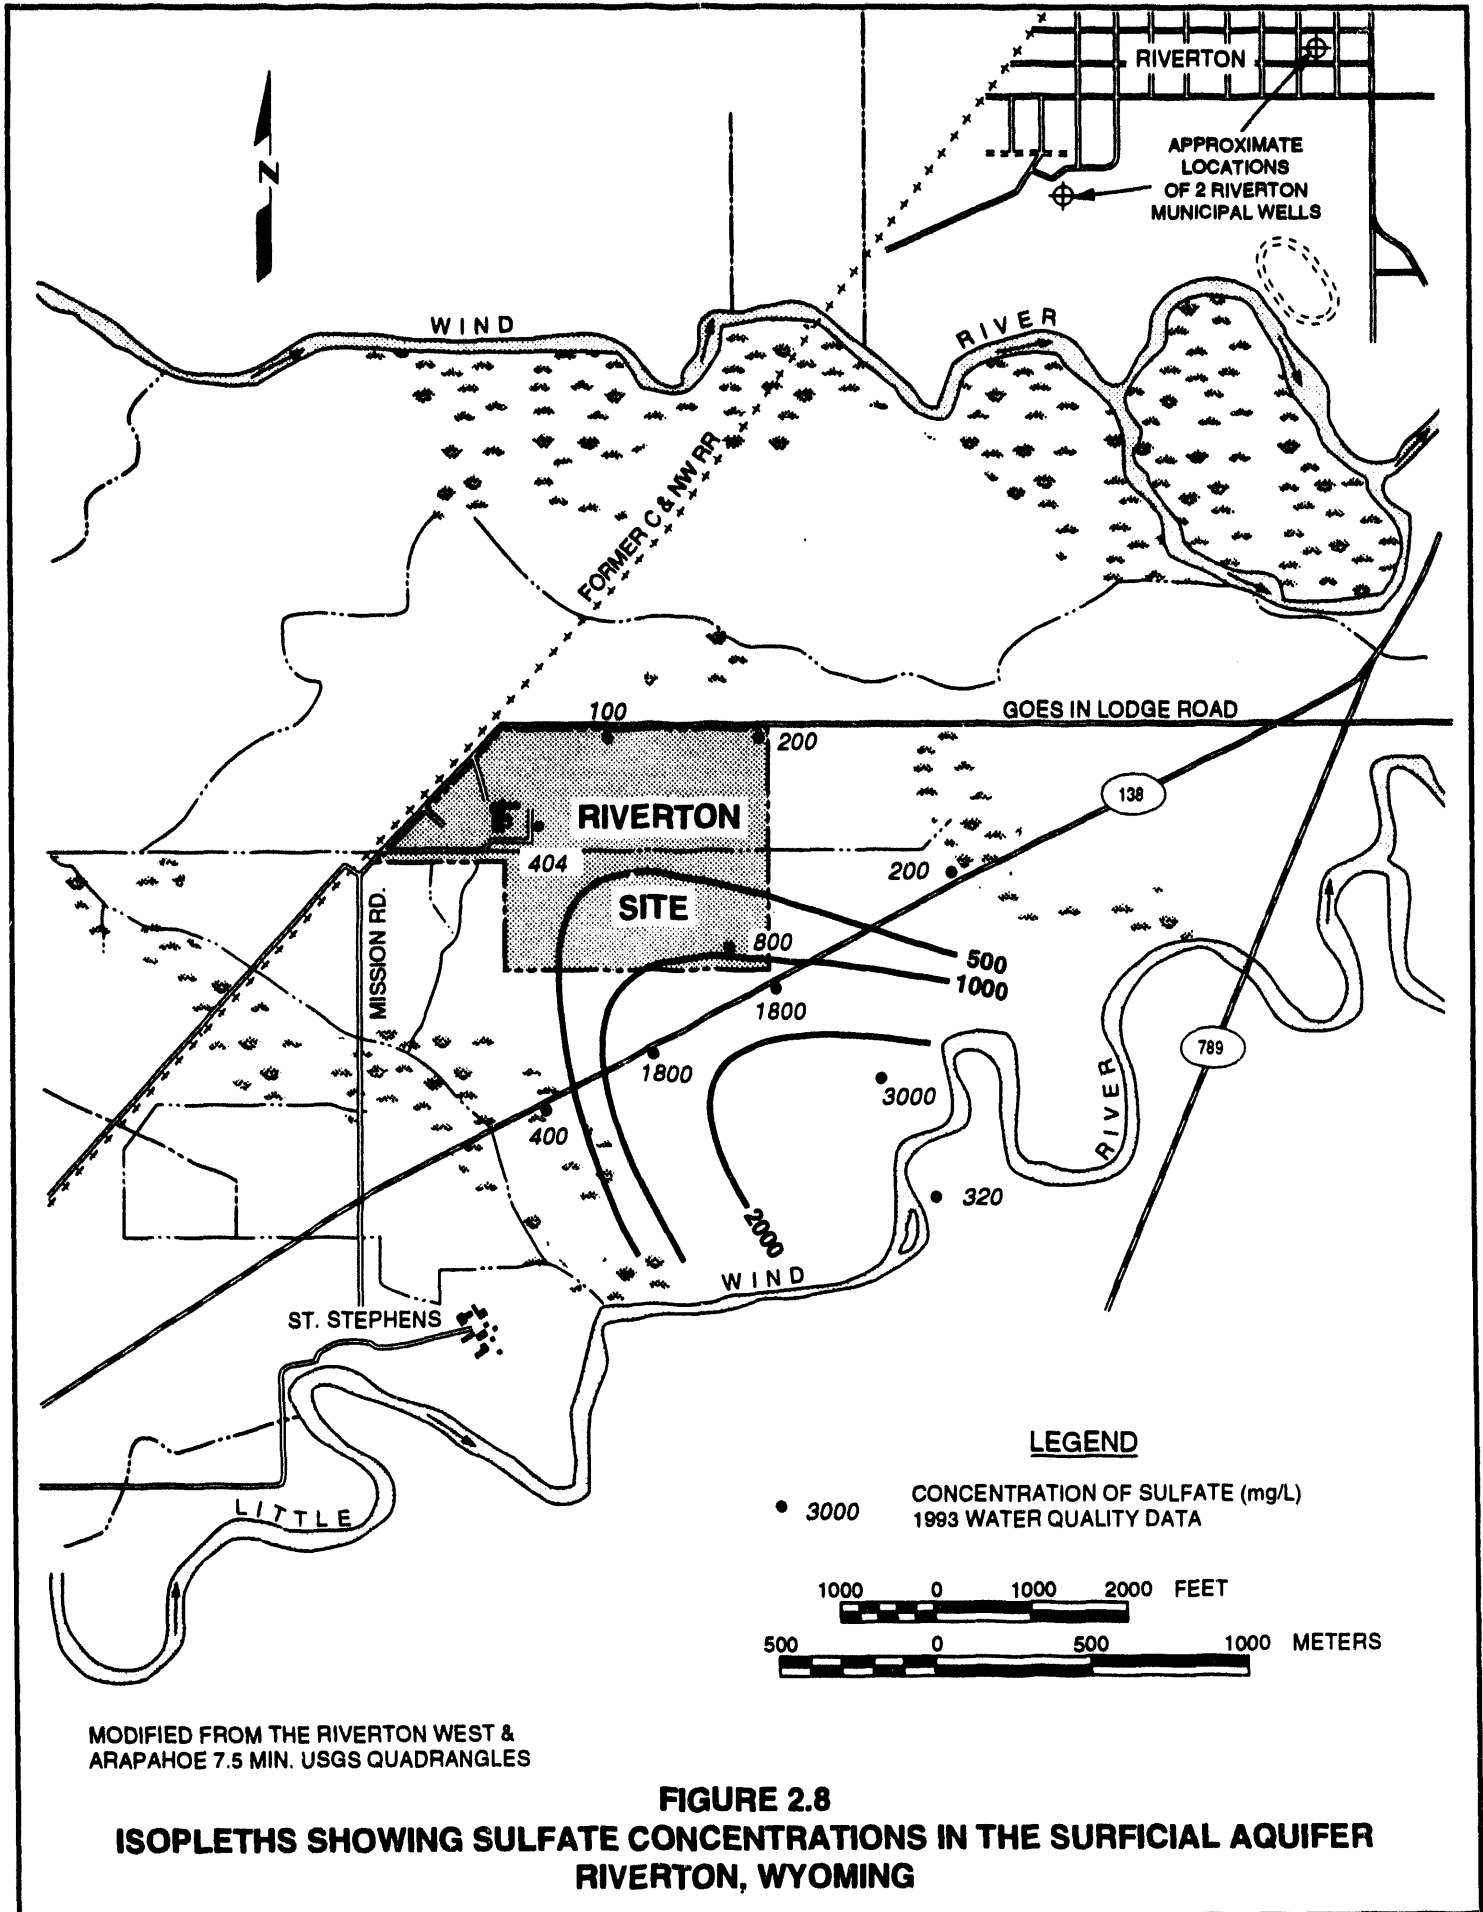 RIVERTON
APPROXIMATE
LOCATIONS
OF 2 RIVERTON
MUNICIPAL WELLS
N
WIND
RIVER
FORMER C & NW RR
GOES IN LODGE ROAD
100
200
138
RIVERTON
404
200
SITE
MISSION RD.
800
500
1000
1800
789
1800
3000
RIVER
400
320
2000
WIND
ST. STEPHENS
LITTLE
LEGEND
3000
CONCENTRATION OF SULFATE (mg/L)
1993 WATER QUALITY DATA
1000 0 1000 2000 FEET
500 0 500 1000 METERS
MODIFIED FROM THE RIVERTON WEST &
ARAPAHOE 7.5 MIN. USGS QUADRANGLES
FIGURE 2.8
ISOPLETHS SHOWING SULFATE CONCENTRATIONS IN THE SURFICIAL AQUIFER
RIVERTON, WYOMING